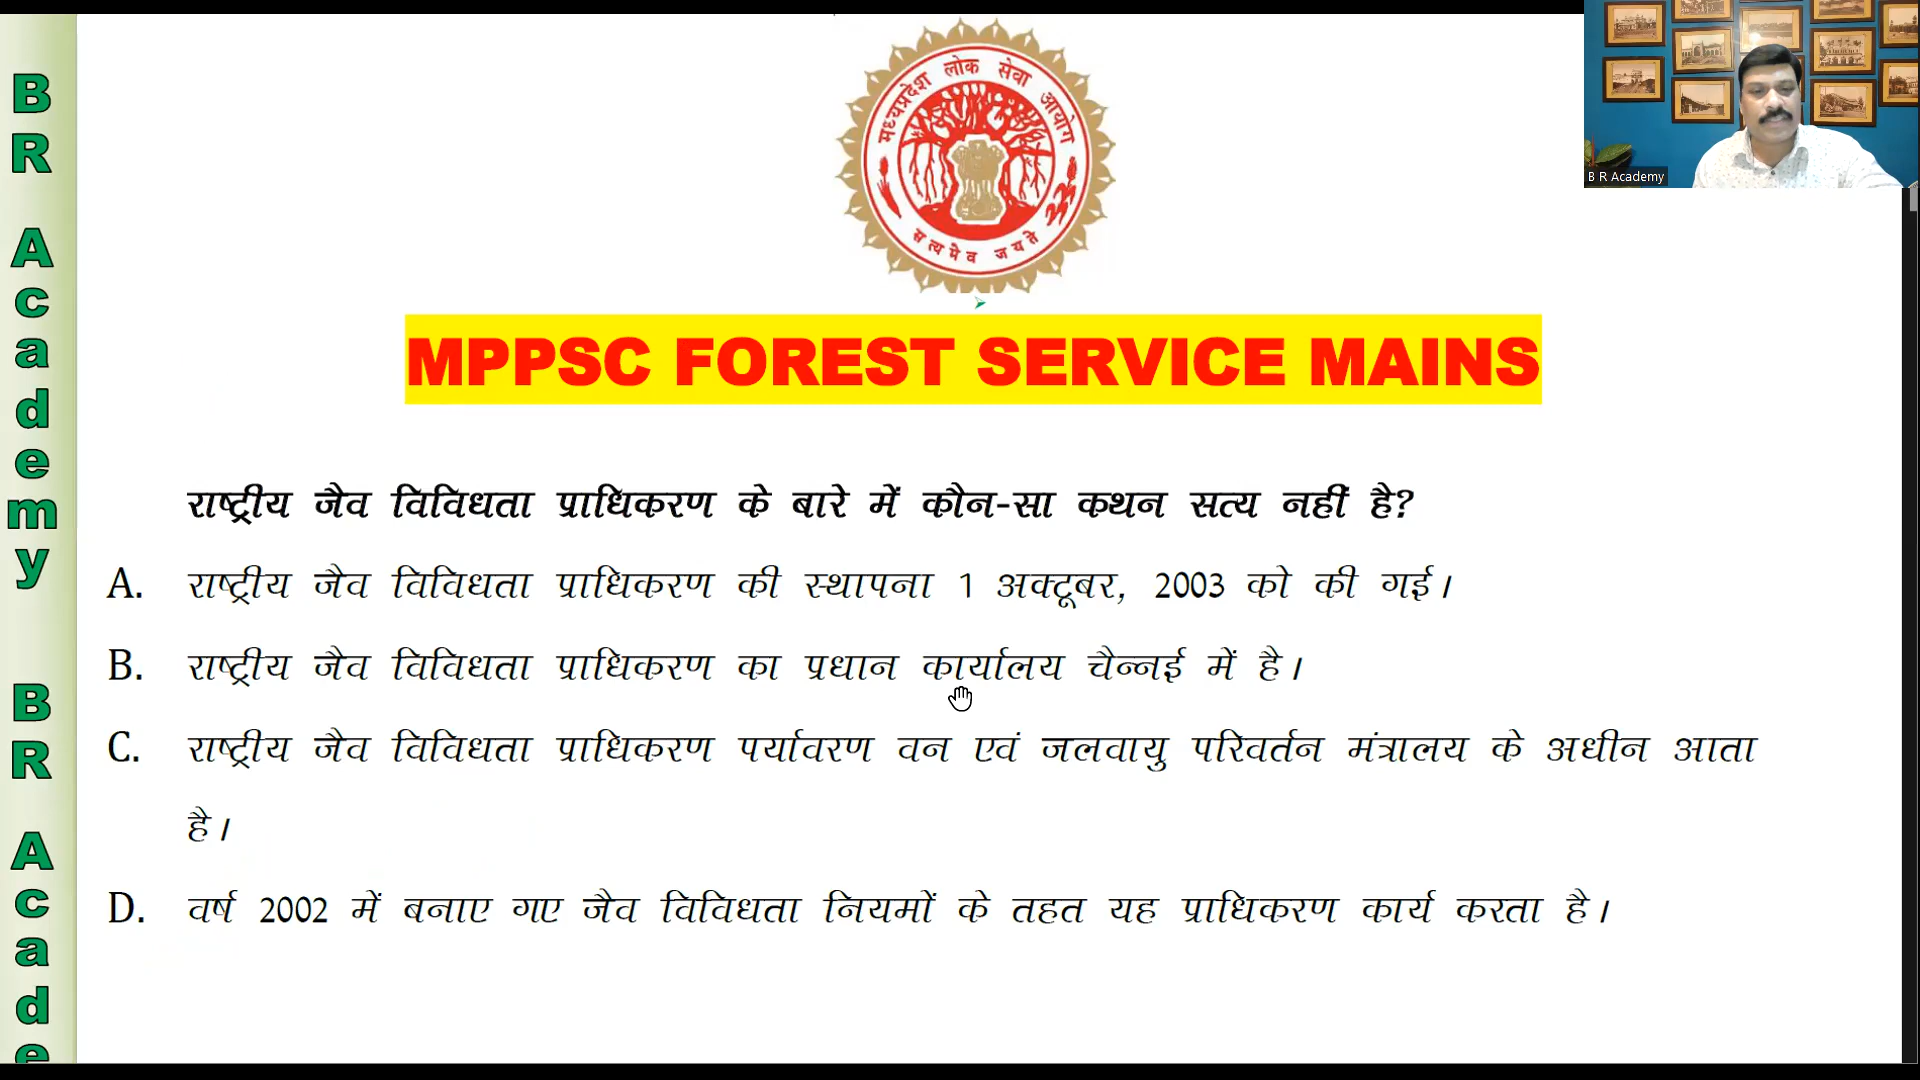 मध्यप्रदेश लोक सेवा आयोग
सत्यमेव जयते
B R Academy
MPPSC FOREST SERVICE MAINS
राष्ट्रीय जैव विविधता प्राधिकरण के बारे में कौन-सा कथन सत्य नहीं है?
A. राष्ट्रीय जैव विविधता प्राधिकरण की स्थापना 1 अक्टूबर, 2003 को की गई।
B. राष्ट्रीय जैव विविधता प्राधिकरण का प्रधान कार्यालय चैन्नई में है।
C. राष्ट्रीय जैव विविधता प्राधिकरण पर्यावरण वन एवं जलवायु परिवर्तन मंत्रालय के अधीन आता
है।
D. वर्ष 2002 में बनाए गए जैव विविधता नियमों के तहत यह प्राधिकरण कार्य करता है।
B R Academy
B R Acade